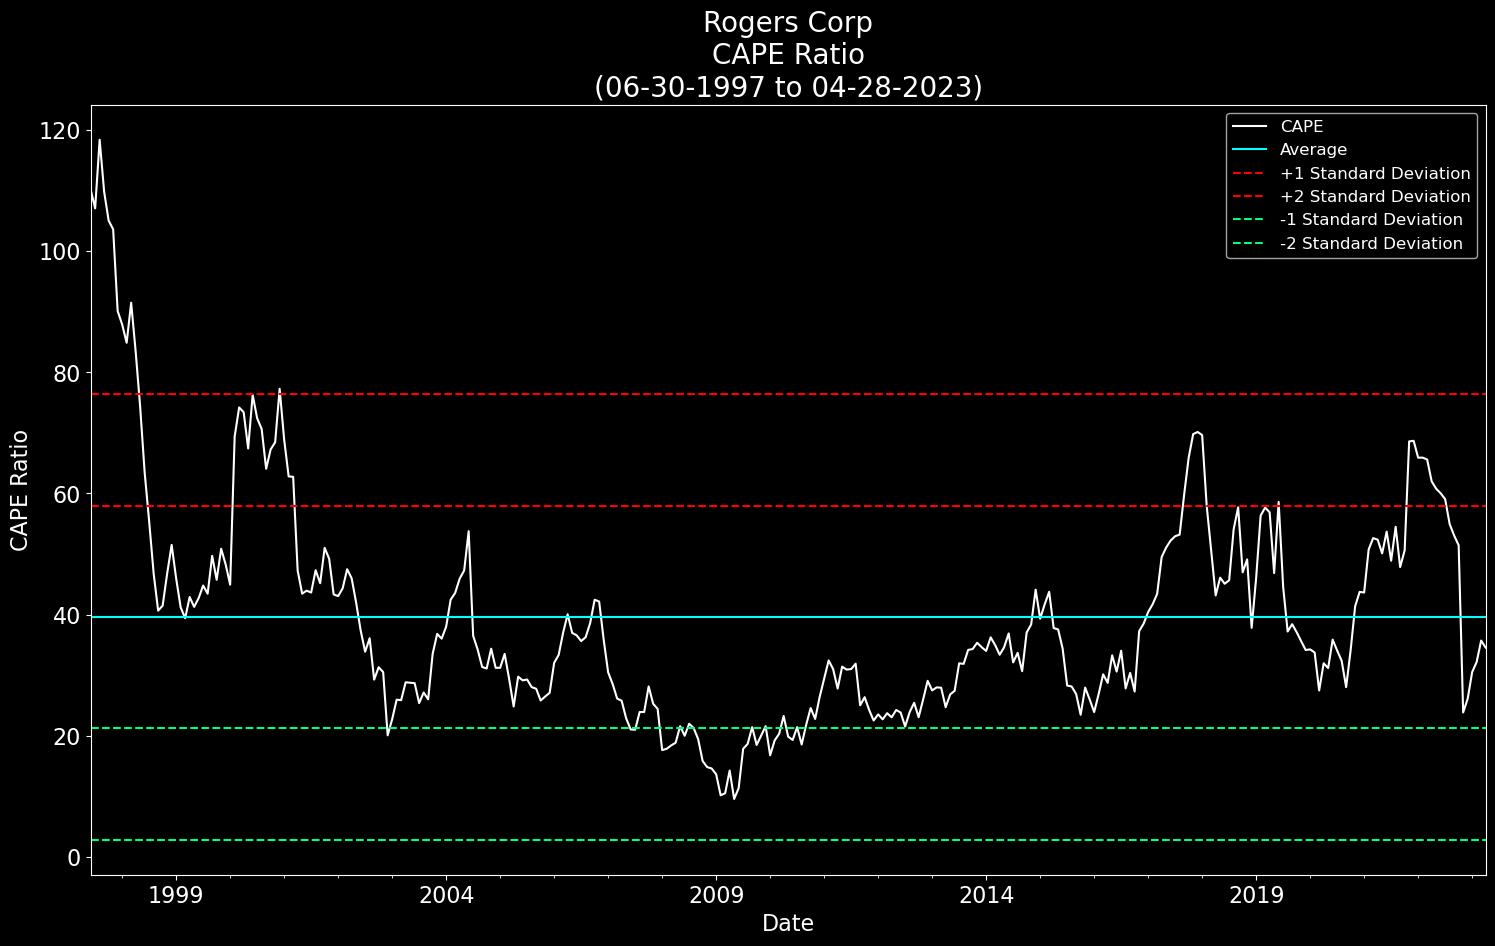 Rogers Corp
CAPE Ratio
(06-30-1997 to 04-28-2023)
CAPE
Average
+1 Standard Deviation
+2 Standard Deviation
-1 Standard Deviation
-2 Standard Deviation
CAPE Ratio
120
100
80
60
40
20
0
1999 2004 2009 2014 2019
Date